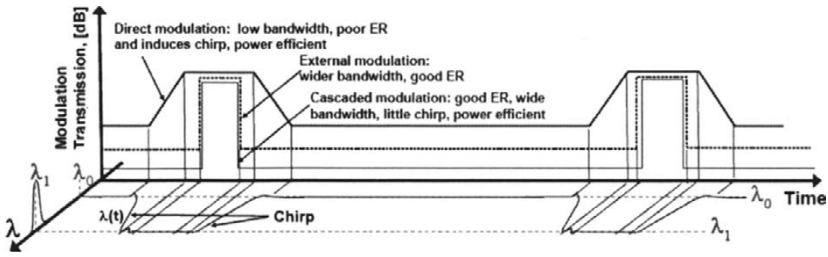 Direct modulation: low bandwidth, poor ER
and induces chirp, power efficient
External modulation:
wider bandwidth, good ER
Cascaded modulation: good ER, wide
bandwidth, little chirp, power efficient
Modulation
Transmission, [dB]
λ₁
λ₀
λ
λ(t)
Chirp
λ₀
Time
λ₁